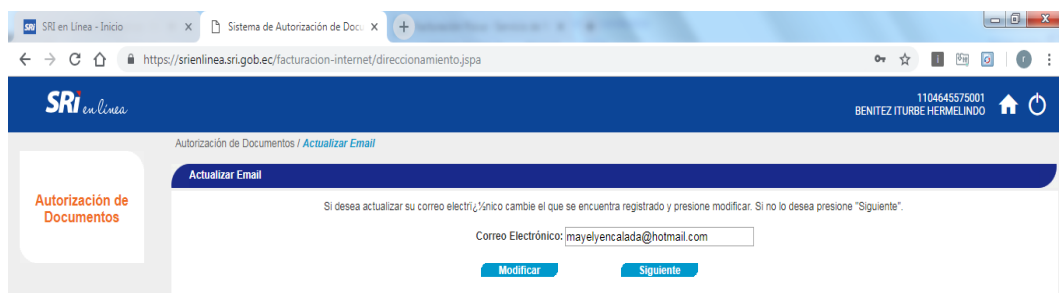 SRi SRI en Línea - Inicio
Sistema de Autorización de Docu
https://srienlinea.sri.gob.ec/facturacion-internet/direccionamiento.jspa
SRi en línea
1104645575001
BENITEZ ITURBE HERMELINDO
Autorización de Documentos / Actualizar Email
Actualizar Email
Autorización de
Documentos
Si desea actualizar su correo electrï¿½nico cambie el que se encuentra registrado y presione modificar. Si no lo desea presione "Siguiente".
Correo Electrónico: mayelyencalada@hotmail.com
Modificar
Siguiente